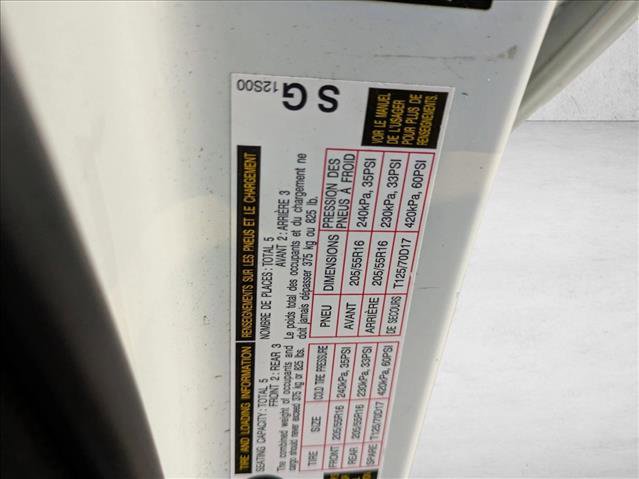 TIRE AND LOADING INFORMATION
SEATING CAPACITY:TOTAL 5
FRONT 2:REAR 3
The combined weight of occupants and
cargo should never exceed 375 kg or 825 lbs.
TIRE SIZE COLD TIRE PRESSURE
FRONT 205/55R16 240kPa, 35PSI
REAR 205/55R16 230kPa, 33PSI
SPARE T125/70D17 420kPa, 60PSI
RENSEIGNEMENTS SUR LES PNEUS ET LE CHARGEMENT
NOMBRE DE PLACES:TOTAL 5
AVANT 2:ARRIÈRE 3
Le poids total des occupants et du chargement ne
doit jamais dépasser 375 kg ou 825 lb.
PNEU DIMENSIONS PRESSION DES PNEUS À FROID
AVANT 205/55R16 240kPa, 35PSI
ARRIÈRE 205/55R16 230kPa, 33PSI
DE SECOURS T125/70D17 420kPa, 60PSI
12S00
S G
VOIR LE MANUEL
DE L'USAGER
POUR PLUS DE
RENSEIGNEMENTS.